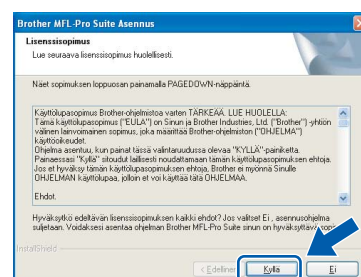 Brother MFL-Pro Suite Asennus
Lisenssisopimus
Lue seuraava lisenssisopimus huolellisesti.
Näet sopimuksen loppuosan painamalla PAGEDOWN-näppäintä.
Käyttölupasopimus Brother-ohjelmistoa varten TÄRKEÄÄ. LUE HUOLELLA:
Tämä käyttölupasopimus ("EULA") on Sinun ja Brother Industries, Ltd. ("Brother") -yhtiön
välinen lainvoimainen sopimus, joka määrittää Brother-ohjelmiston ("OHJELMA")
käyttöoikeudet.
Ohjelma asentuu, kun painat tässä valintaruudussa olevaa "KYLLÄ"-painiketta.
Painaessasi "Kyllä" sitoudut laillisesti noudattamaan tämän käyttölupasopimuksen ehtoja.
Jos et hyväksy tämän käyttölupasopimuksen ehtoja, Brother ei myönnä Sinulle
OHJELMAN käyttölupaa, jolloin et voi käyttää tätä OHJELMAA.
Ehdot.
Hyväksytkö edeltävän lisenssisopimuksen kaikki ehdot? Jos valitset Ei, asennusohjelma
suljetaan. Voidaksesi asentaa ohjelman Brother MFL-Pro Suite sinun on hyväksyttävä
InstallShield
< Edellinen
Kyllä
Ei